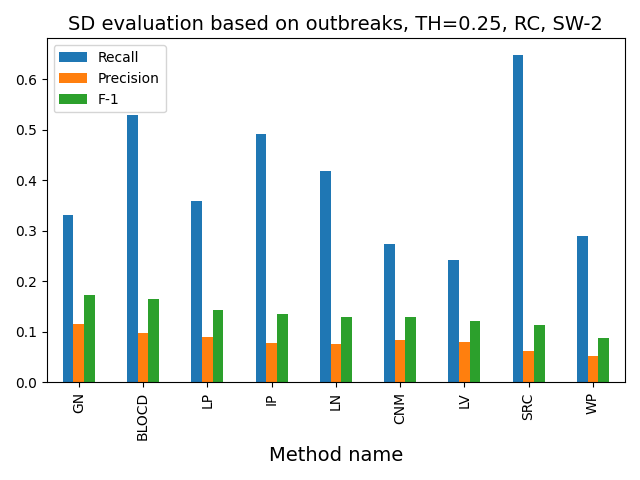 SD evaluation based on outbreaks, TH=0.25, RC, SW-2
Recall
Precision
F-1
0.6
0.5
0.4
0.3
0.2
0.1
0.0
GN
BLOCD
LP
IP
LN
CNM
LV
SRC
WP
Method name